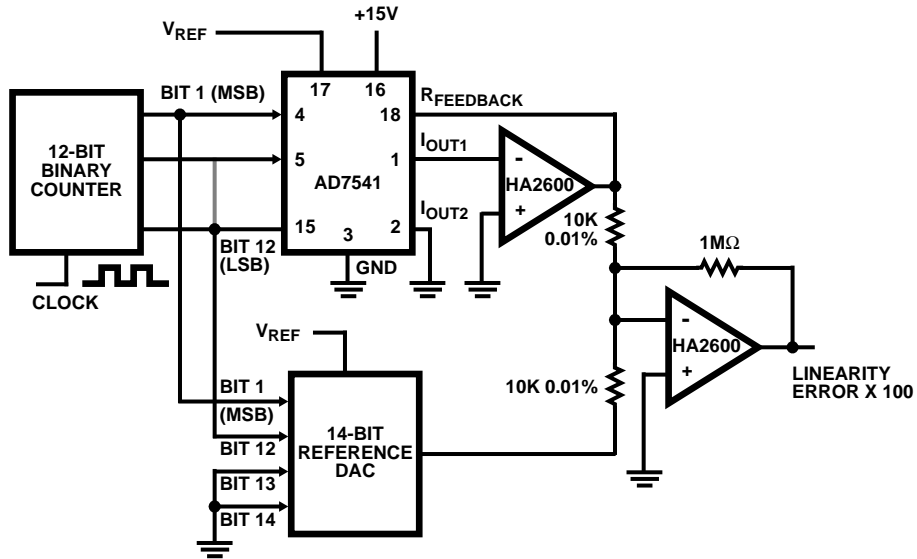 +15V
VREF
BIT 1 (MSB)
17
16
RFEEDBACK
4
18
12-BIT
BINARY
COUNTER
5
AD7541
1
IOUT1
-
HA2600
+
IOUT2
15
3
2
BIT 12
(LSB)
GND
10K
0.01%
1MΩ
CLOCK
VREF
-
HA2600
+
LINEARITY
ERROR X 100
10K 0.01%
BIT 1
(MSB)
BIT 12
BIT 13
BIT 14
14-BIT
REFERENCE
DAC